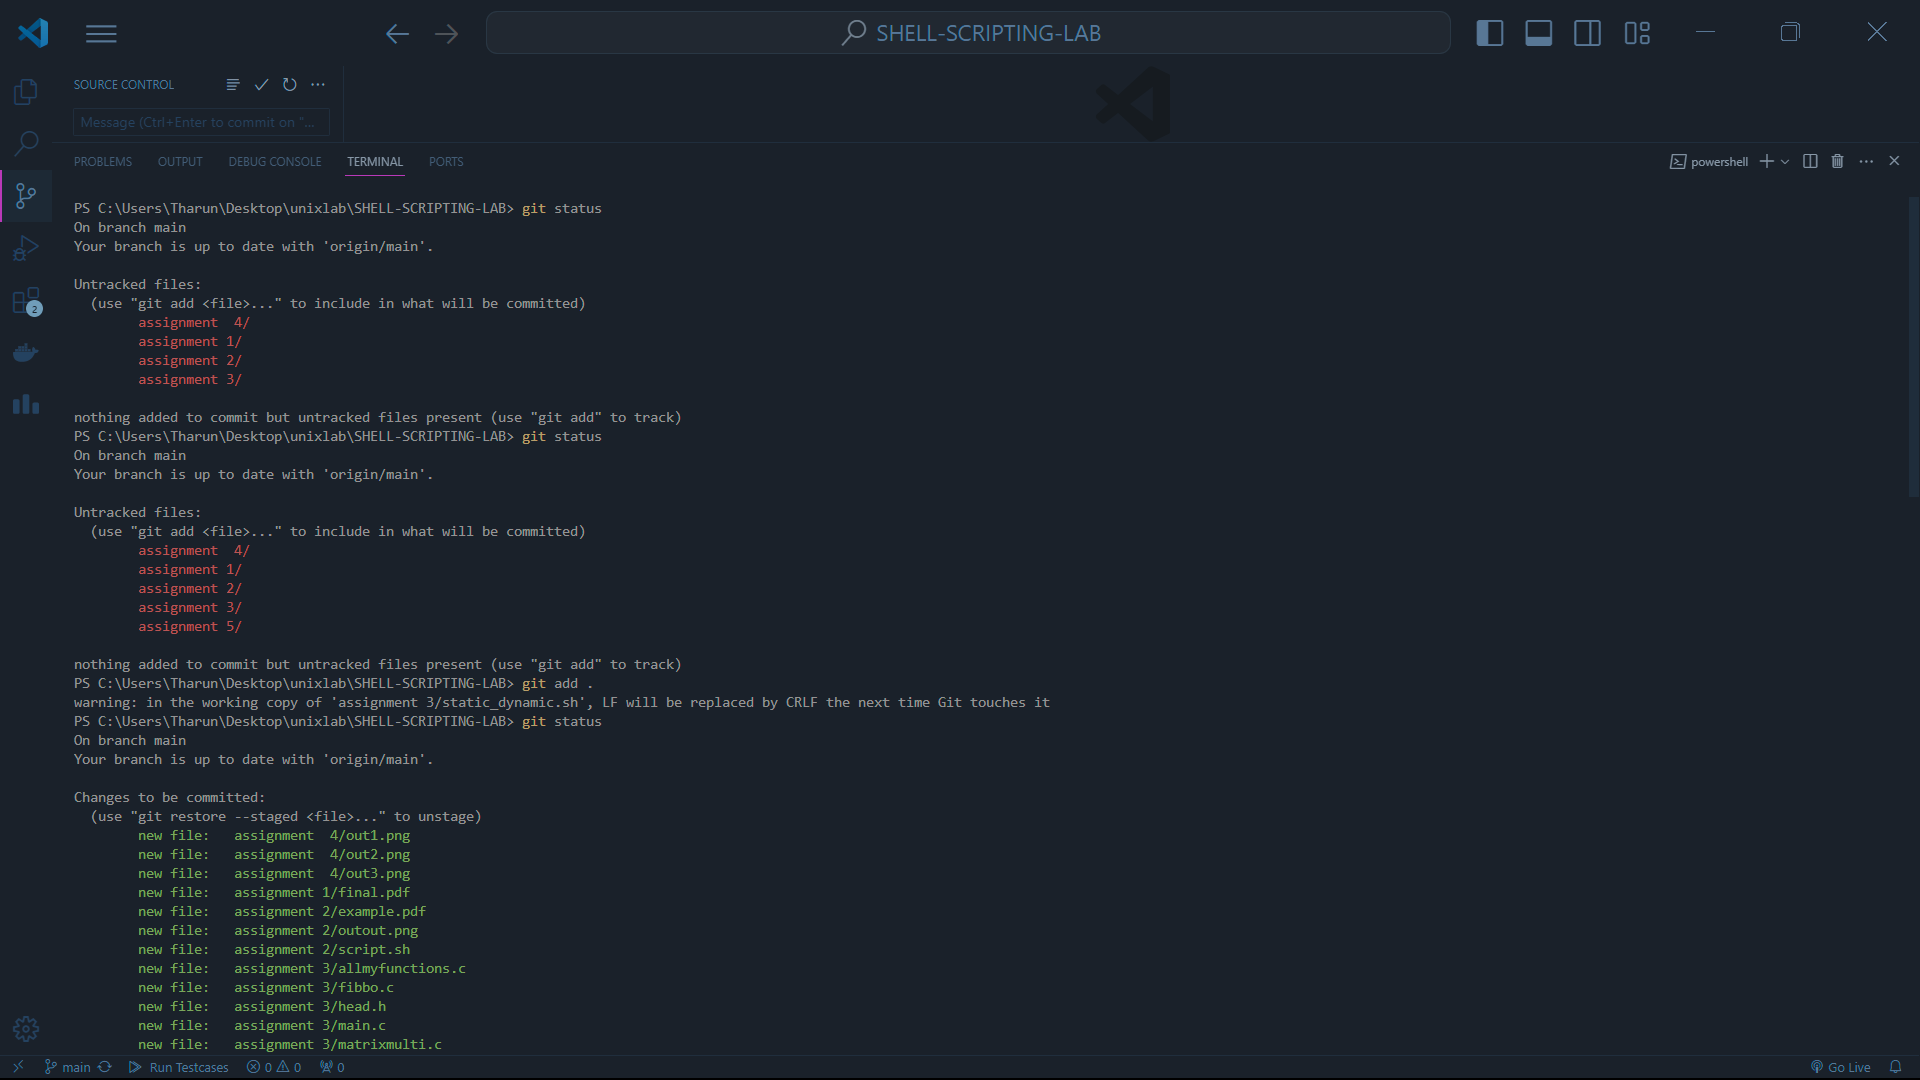 SHELL-SCRIPTING-LAB
SOURCE CONTROL
Message (Ctrl+Enter to commit on "...
PROBLEMS OUTPUT DEBUG CONSOLE TERMINAL PORTS
powershell
PS C:\Users\Tharun\Desktop\unixlab\SHELL-SCRIPTING-LAB> git status
On branch main
Your branch is up to date with 'origin/main'.
Untracked files:
  (use "git add <file>..." to include in what will be committed)
        assignment  4/
        assignment 1/
        assignment 2/
        assignment 3/
nothing added to commit but untracked files present (use "git add" to track)
PS C:\Users\Tharun\Desktop\unixlab\SHELL-SCRIPTING-LAB> git status
On branch main
Your branch is up to date with 'origin/main'.
Untracked files:
  (use "git add <file>..." to include in what will be committed)
        assignment  4/
        assignment 1/
        assignment 2/
        assignment 3/
        assignment 5/
nothing added to commit but untracked files present (use "git add" to track)
PS C:\Users\Tharun\Desktop\unixlab\SHELL-SCRIPTING-LAB> git add .
warning: in the working copy of 'assignment 3/static_dynamic.sh', LF will be replaced by CRLF the next time Git touches it
PS C:\Users\Tharun\Desktop\unixlab\SHELL-SCRIPTING-LAB> git status
On branch main
Your branch is up to date with 'origin/main'.
Changes to be committed:
  (use "git restore --staged <file>..." to unstage)
        new file:   assignment  4/out1.png
        new file:   assignment  4/out2.png
        new file:   assignment  4/out3.png
        new file:   assignment 1/final.pdf
        new file:   assignment 2/example.pdf
        new file:   assignment 2/outout.png
        new file:   assignment 2/script.sh
        new file:   assignment 3/allmyfunctions.c
        new file:   assignment 3/fibbo.c
        new file:   assignment 3/head.h
        new file:   assignment 3/main.c
        new file:   assignment 3/matrixmulti.c
2
main Run Testcases 0 0 0 Go Live